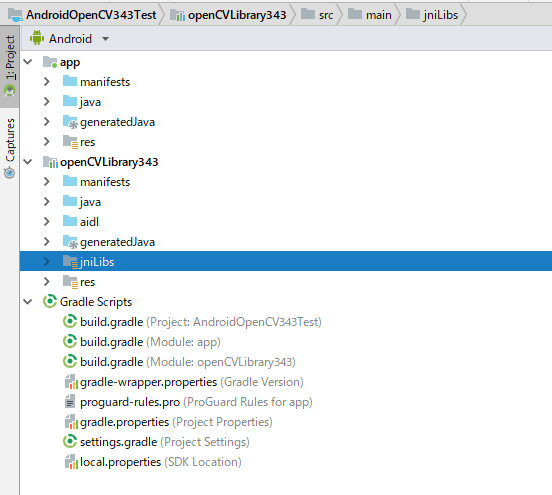 AndroidOpenCV343Test openCVLibrary343 src main jniLibs
1: Project
Captures
Android
app
manifests
java
generatedJava
res
openCVLibrary343
manifests
java
aidl
generatedJava
jniLibs
res
Gradle Scripts
build.gradle (Project: AndroidOpenCV343Test)
build.gradle (Module: app)
build.gradle (Module: openCVLibrary343)
gradle-wrapper.properties (Gradle Version)
proguard-rules.pro (ProGuard Rules for app)
gradle.properties (Project Properties)
settings.gradle (Project Settings)
local.properties (SDK Location)